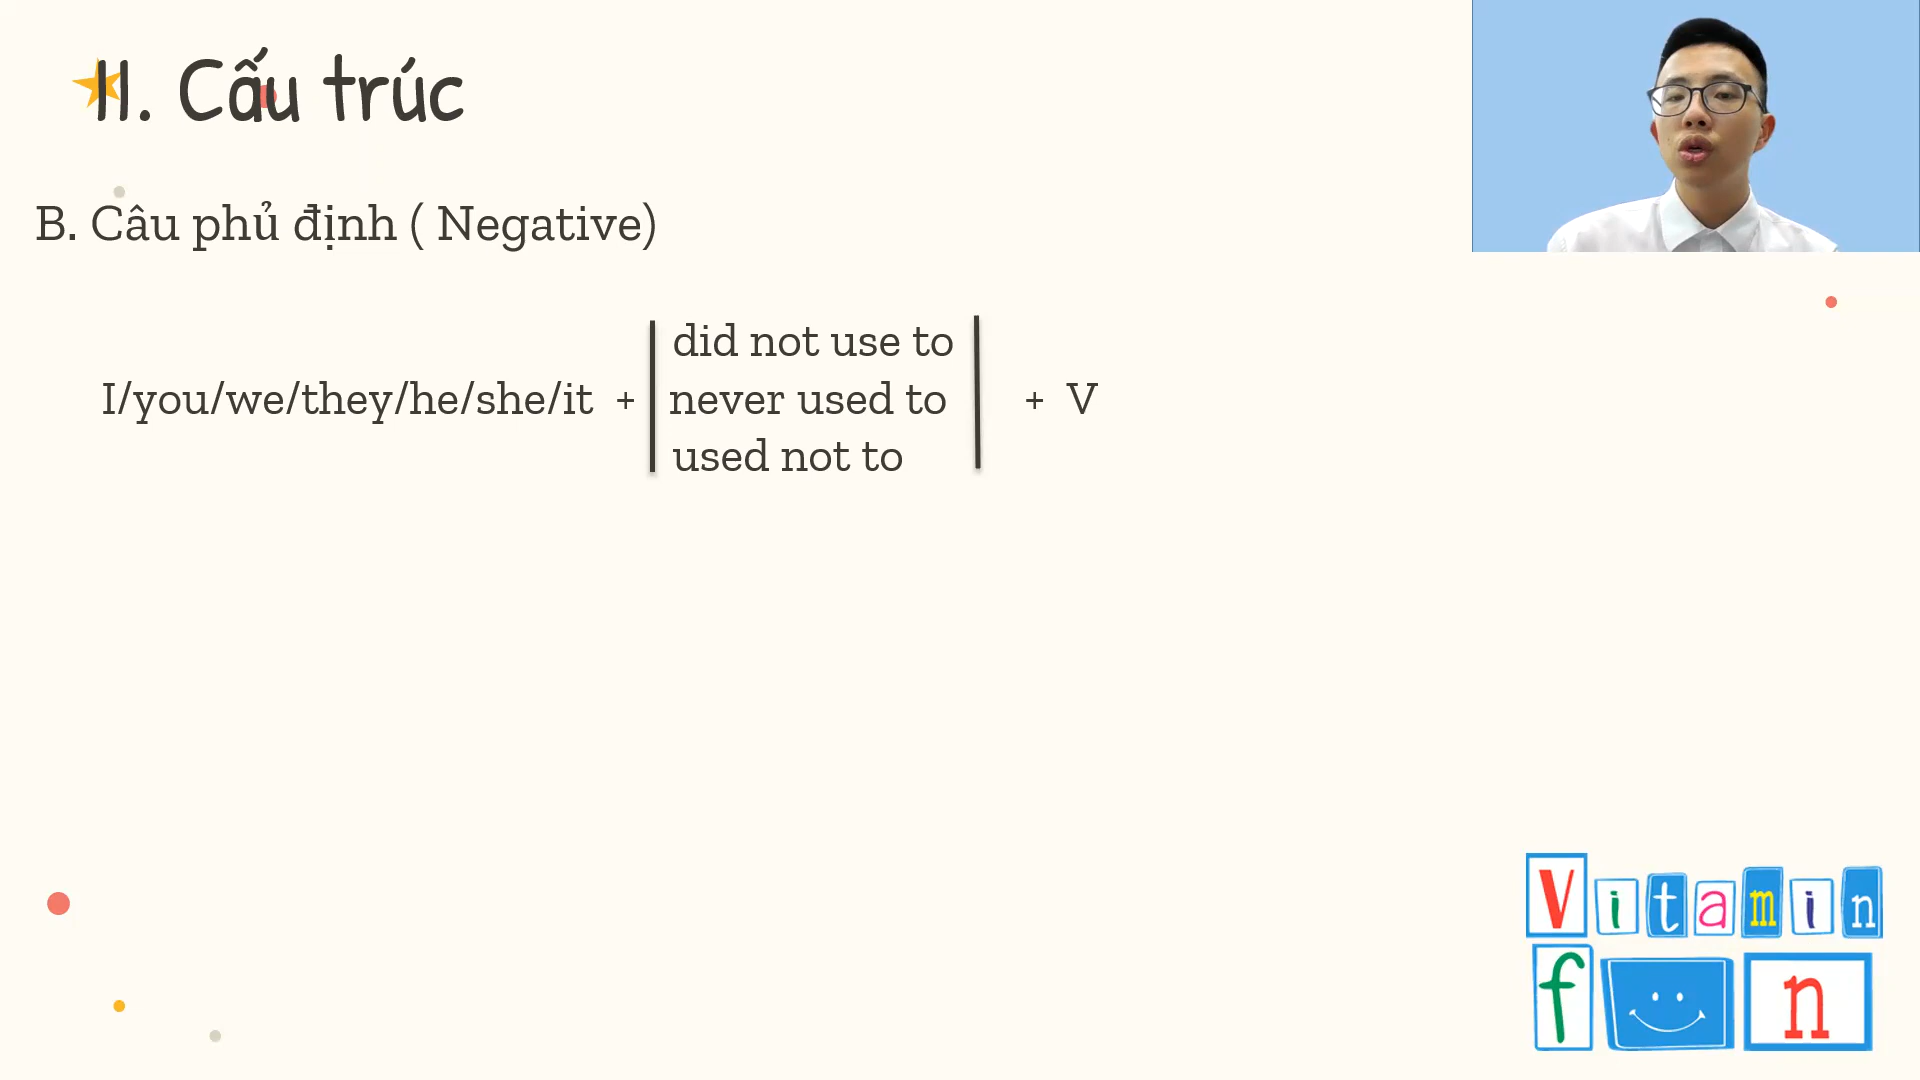 II. Cấu trúc
B. Câu phủ định ( Negative)
did not use to
I/you/we/they/he/she/it + never used to + V
used not to
Vitamin
f n